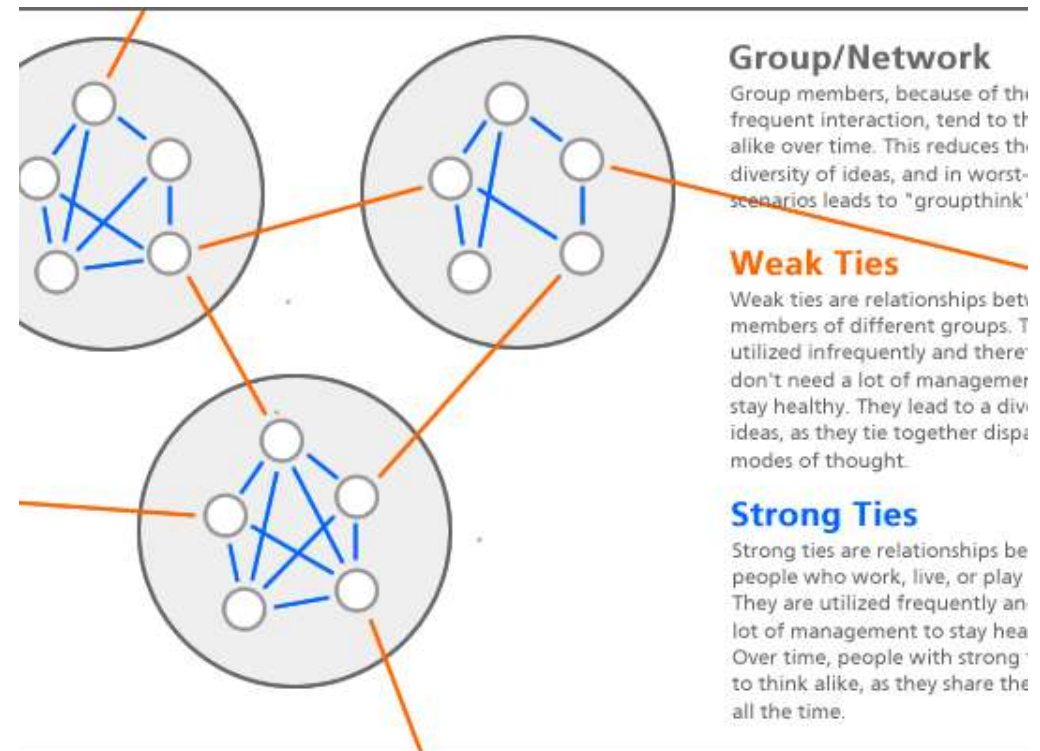 Group/Network
Group members, because of the
frequent interaction, tend to th
alike over time. This reduces the
diversity of ideas, and in worst-
scenarios leads to "groupthink"
Weak Ties
Weak ties are relationships betw
members of different groups. T
utilized infrequently and theref
don't need a lot of managemen
stay healthy. They lead to a dive
ideas, as they tie together dispa
modes of thought.
Strong Ties
Strong ties are relationships be
people who work, live, or play
They are utilized frequently an
lot of management to stay hea
Over time, people with strong
to think alike, as they share the
all the time.